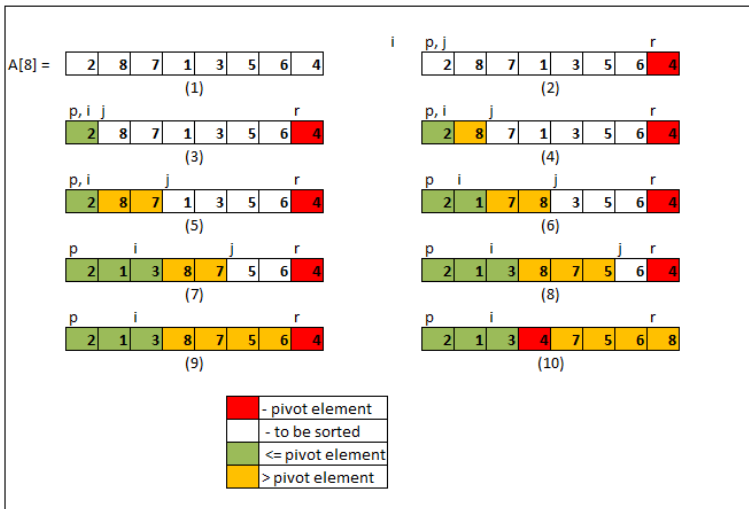 i p, j r
A[8] = 2 8 7 1 3 5 6 4 2 8 7 1 3 5 6 4
(1) (2)
p, i j r p, i j r
2 8 7 1 3 5 6 4 2 8 7 1 3 5 6 4
(3) (4)
p, i j r p i j r
2 8 7 1 3 5 6 4 2 1 7 8 3 5 6 4
(5) (6)
p i j r p i j r
2 1 3 8 7 5 6 4 2 1 3 8 7 5 6 4
(7) (8)
p i r p i r
2 1 3 8 7 5 6 4 2 1 3 4 7 5 6 8
(9) (10)
- pivot element
- to be sorted
<= pivot element
> pivot element